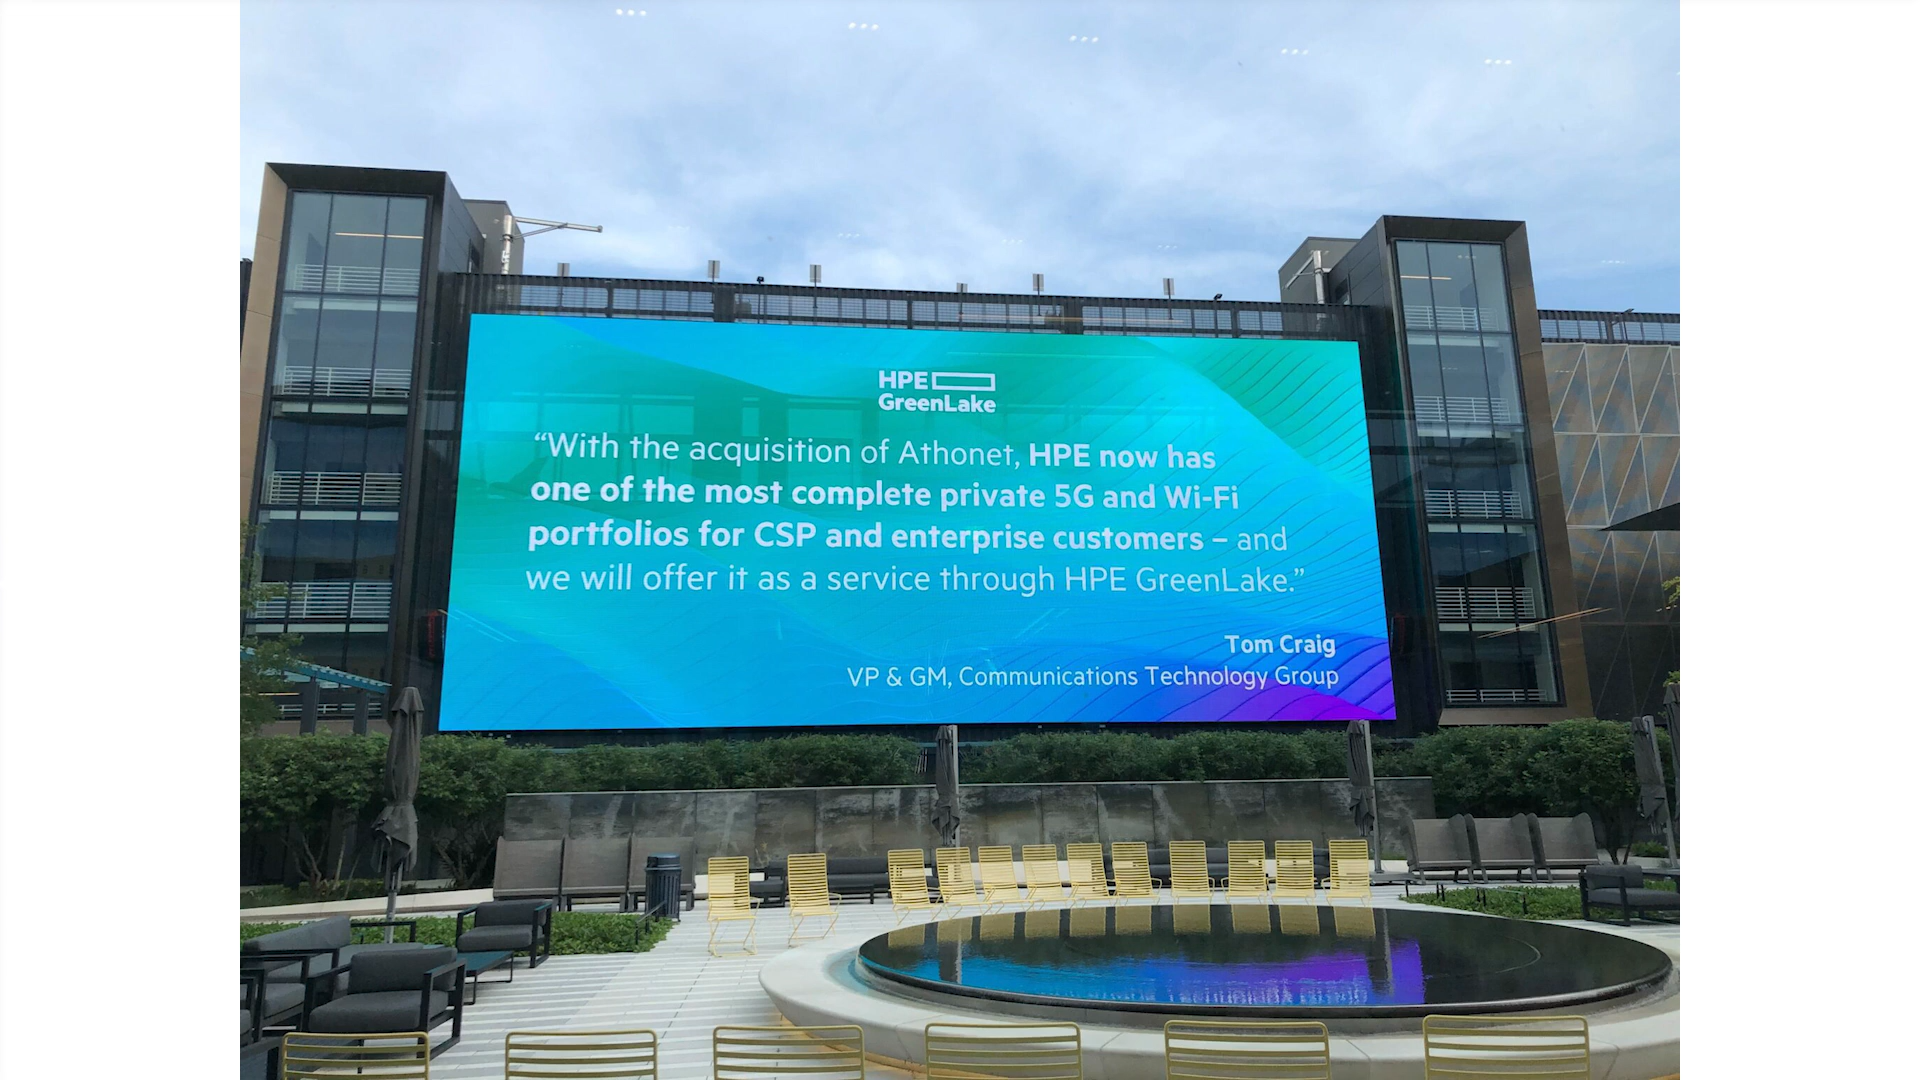 HPE
GreenLake
“With the acquisition of Athonet, HPE now has
one of the most complete private 5G and Wi-Fi
portfolios for CSP and enterprise customers – and
we will offer it as a service through HPE GreenLake.”
Tom Craig
VP & GM, Communications Technology Group